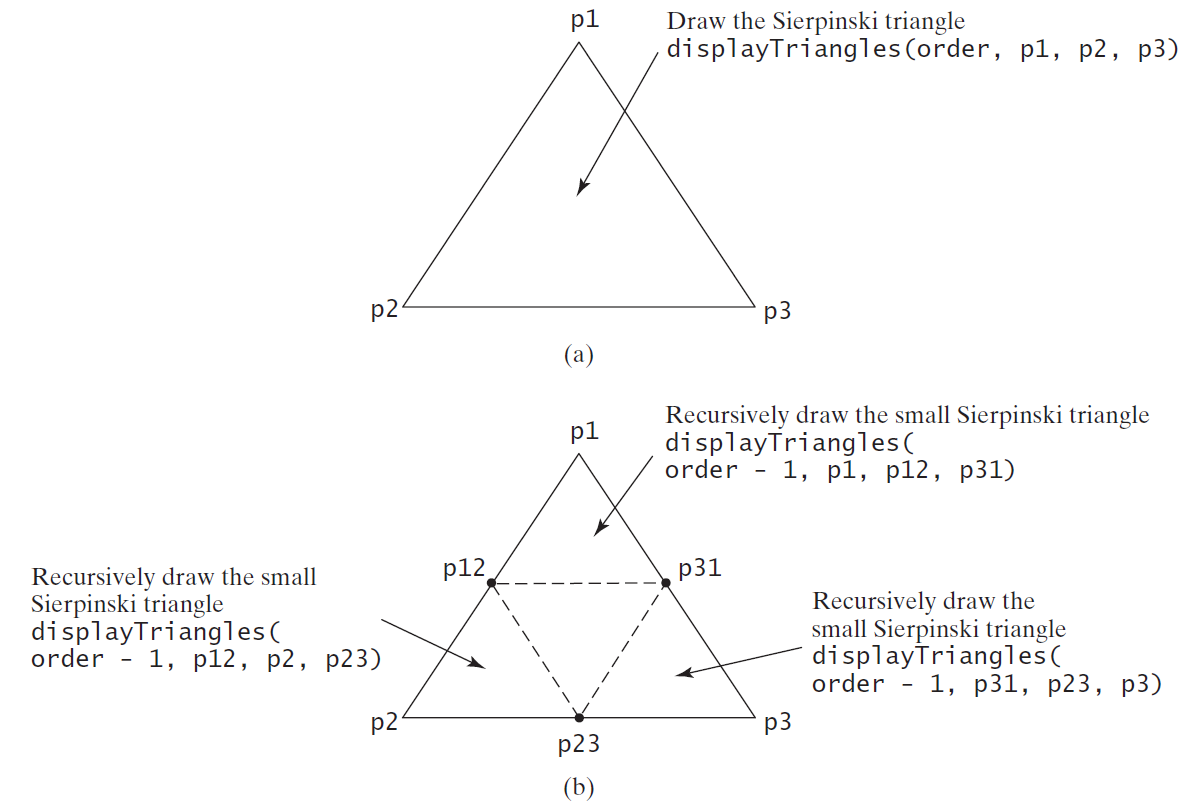 p1
Draw the Sierpinski triangle
displayTriangles(order, p1, p2, p3)
p2
p3
(a)
Recursively draw the small Sierpinski triangle
displayTriangles(
order - 1, p1, p12, p31)
p1
p12
p31
Recursively draw the small
Sierpinski triangle
displayTriangles(
order - 1, p12, p2, p23)
Recursively draw the
small Sierpinski triangle
displayTriangles(
order - 1, p31, p23, p3)
p2
p3
p23
(b)